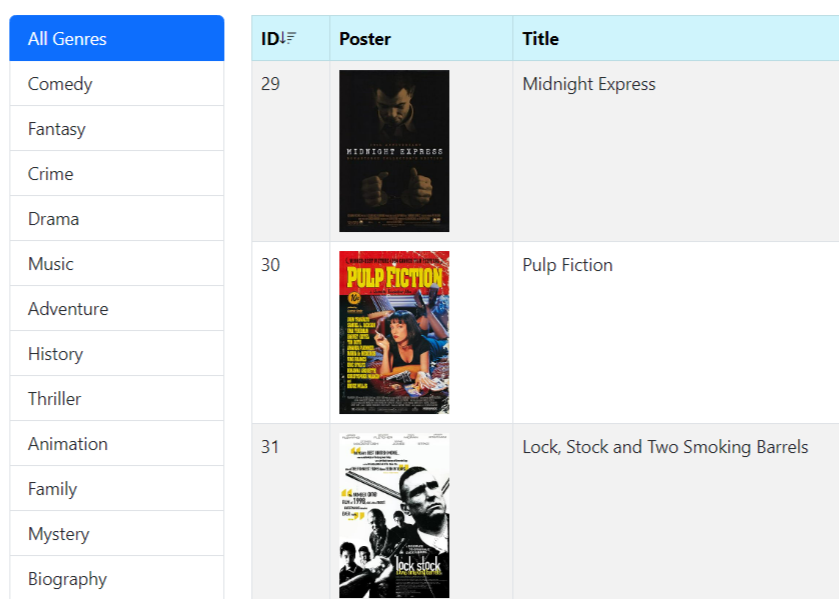 All Genres
Comedy
Fantasy
Crime
Drama
Music
Adventure
History
Thriller
Animation
Family
Mystery
Biography
ID Poster Title
29 Midnight Express
MIDNIGHT EXPRESS
30 Pulp Fiction
PULP FICTION
31 Lock, Stock and Two Smoking Barrels
lock stock